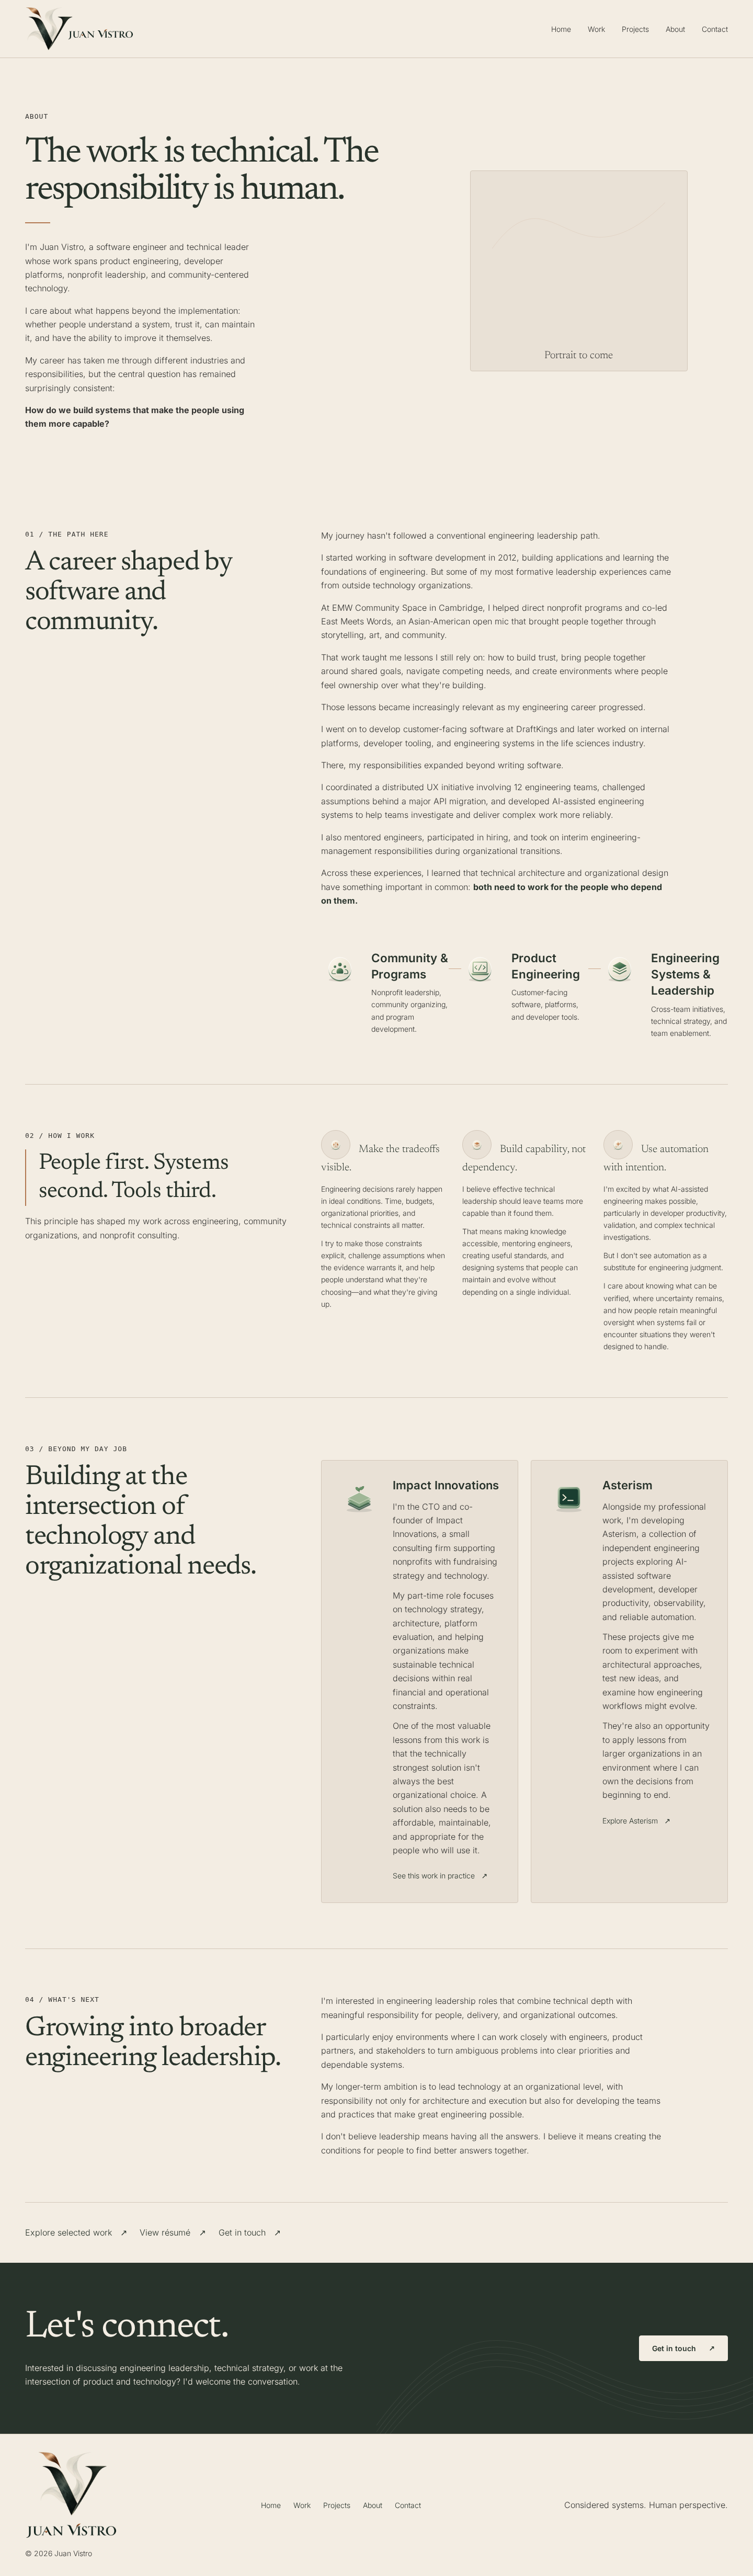 JUAN VISTRO
Home Work Projects About Contact
ABOUT
The work is technical. The
responsibility is human.
I'm Juan Vistro, a software engineer and technical leader
whose work spans product engineering, developer
platforms, nonprofit leadership, and community-centered
technology.
I care about what happens beyond the implementation:
whether people understand a system, trust it, can maintain
it, and have the ability to improve it themselves.
My career has taken me through different industries and
responsibilities, but the central question has remained
surprisingly consistent:
How do we build systems that make the people using
them more capable?
Portrait to come
01 / THE PATH HERE
A career shaped by
software and
community.
My journey hasn't followed a conventional engineering leadership path.
I started working in software development in 2012, building applications and learning the
foundations of engineering. But some of my most formative leadership experiences came
from outside technology organizations.
At EMW Community Space in Cambridge, I helped direct nonprofit programs and co-led
East Meets Words, an Asian-American open mic that brought people together through
storytelling, art, and community.
That work taught me lessons I still rely on: how to build trust, bring people together
around shared goals, navigate competing needs, and create environments where people
feel ownership over what they're building.
Those lessons became increasingly relevant as my engineering career progressed.
I went on to develop customer-facing software at DraftKings and later worked on internal
platforms, developer tooling, and engineering systems in the life sciences industry.
There, my responsibilities expanded beyond writing software.
I coordinated a distributed UX initiative involving 12 engineering teams, challenged
assumptions behind a major API migration, and developed AI-assisted engineering
systems to help teams investigate and deliver complex work more reliably.
I also mentored engineers, participated in hiring, and took on interim engineering-
management responsibilities during organizational transitions.
Across these experiences, I learned that technical architecture and organizational design
have something important in common: both need to work for the people who depend
on them.
Community &
Programs
Nonprofit leadership,
community organizing,
and program
development.
Product
Engineering
Customer-facing
software, platforms,
and developer tools.
Engineering
Systems &
Leadership
Cross-team initiatives,
technical strategy, and
team enablement.
02 / HOW I WORK
People first. Systems
second. Tools third.
This principle has shaped my work across engineering, community
organizations, and nonprofit consulting.
Make the tradeoffs
visible.
Engineering decisions rarely happen
in ideal conditions. Time, budgets,
organizational priorities, and
technical constraints all matter.
I try to make those constraints
explicit, challenge assumptions when
the evidence warrants it, and help
people understand what they're
choosing—and what they're giving
up.
Build capability, not
dependency.
I believe effective technical
leadership should leave teams more
capable than it found them.
That means making knowledge
accessible, mentoring engineers,
creating useful standards, and
designing systems that people can
maintain and evolve without
depending on a single individual.
Use automation
with intention.
I'm excited by what AI-assisted
engineering makes possible,
particularly in developer productivity,
validation, and complex technical
investigations.
But I don't see automation as a
substitute for engineering judgment.
I care about knowing what can be
verified, where uncertainty remains,
and how people retain meaningful
oversight when systems fail or
encounter situations they weren't
designed to handle.
03 / BEYOND MY DAY JOB
Building at the
intersection of
technology and
organizational needs.
Impact Innovations
I'm the CTO and co-
founder of Impact
Innovations, a small
consulting firm supporting
nonprofits with fundraising
strategy and technology.
My part-time role focuses
on technology strategy,
architecture, platform
evaluation, and helping
organizations make
sustainable technical
decisions within real
financial and operational
constraints.
One of the most valuable
lessons from this work is
that the technically
strongest solution isn't
always the best
organizational choice. A
solution also needs to be
affordable, maintainable,
and appropriate for the
people who will use it.
See this work in practice ↗
Asterism
Alongside my professional
work, I'm developing
Asterism, a collection of
independent engineering
projects exploring AI-
assisted software
development, developer
productivity, observability,
and reliable automation.
These projects give me
room to experiment with
architectural approaches,
test new ideas, and
examine how engineering
workflows might evolve.
They're also an opportunity
to apply lessons from
larger organizations in an
environment where I can
own the decisions from
beginning to end.
Explore Asterism ↗
04 / WHAT'S NEXT
Growing into broader
engineering leadership.
I'm interested in engineering leadership roles that combine technical depth with
meaningful responsibility for people, delivery, and organizational outcomes.
I particularly enjoy environments where I can work closely with engineers, product
partners, and stakeholders to turn ambiguous problems into clear priorities and
dependable systems.
My longer-term ambition is to lead technology at an organizational level, with
responsibility not only for architecture and execution but also for developing the teams
and practices that make great engineering possible.
I don't believe leadership means having all the answers. I believe it means creating the
conditions for people to find better answers together.
Explore selected work ↗ View résumé ↗ Get in touch ↗
Let's connect.
Interested in discussing engineering leadership, technical strategy, or work at the
intersection of product and technology? I'd welcome the conversation.
Get in touch ↗
JUAN VISTRO
© 2026 Juan Vistro
Home Work Projects About Contact
Considered systems. Human perspective.